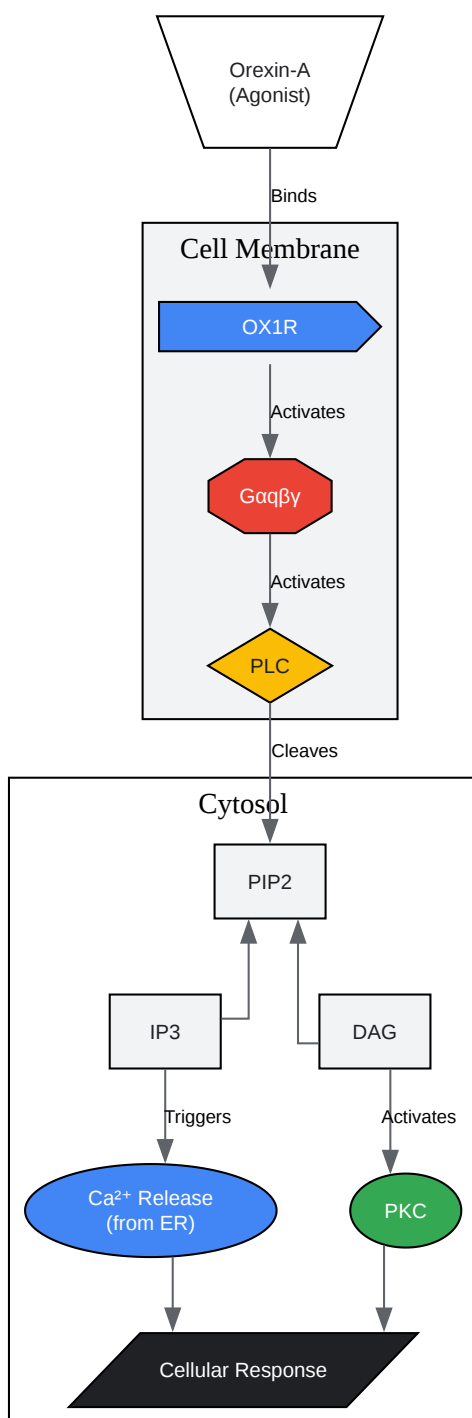 Orexin-A
(Agonist)
Binds
Cell Membrane
OX1R
Activates
Gαqβγ
Activates
PLC
Cleaves
Cytosol
PIP2
IP3
DAG
Triggers
Activates
Ca²⁺ Release
(from ER)
PKC
Cellular Response